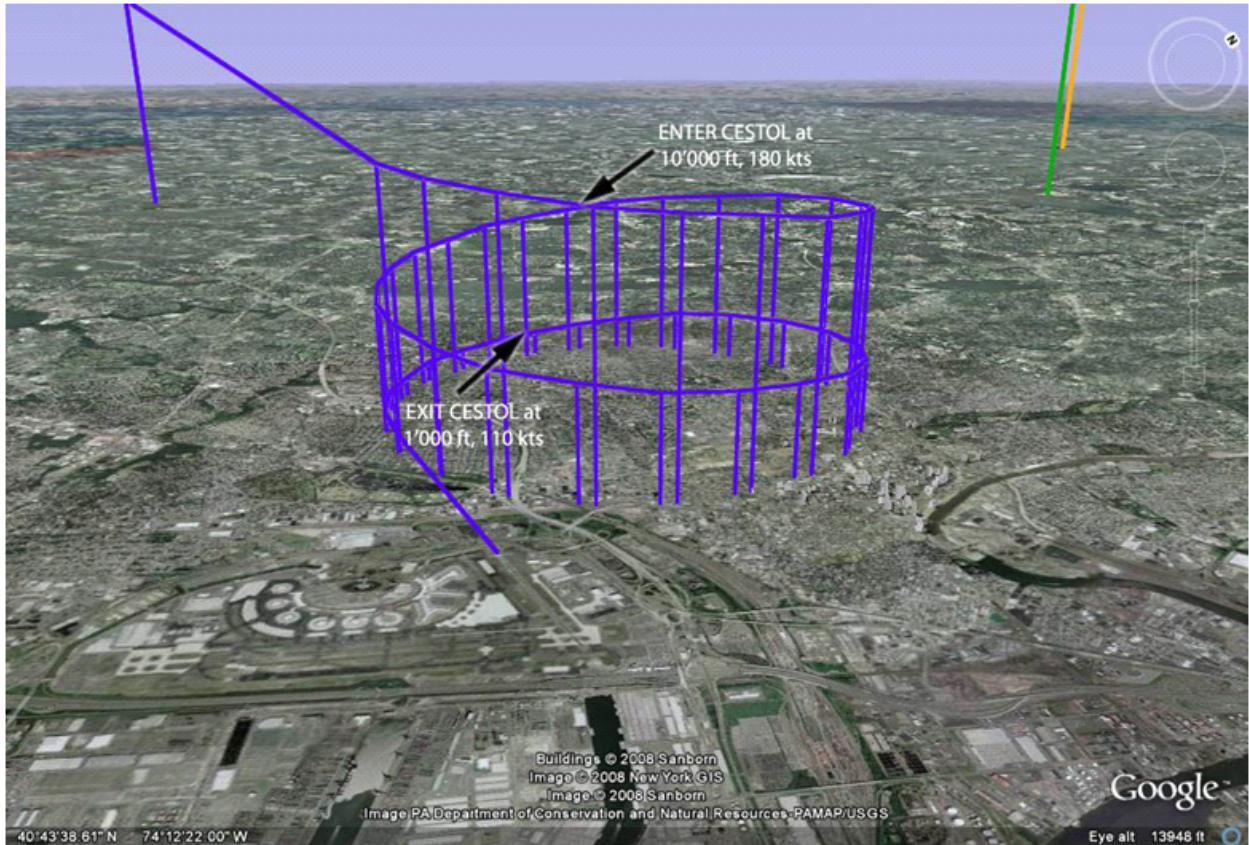 N
ENTER CESTOL at
10'000 ft, 180 kts
EXIT CESTOL at
1'000 ft, 110 kts
Buildings © 2008 Sanborn
Image © 2008 New York GIS
Image © 2008 Sanborn
Image PA Department of Conservation and Natural Resources-PAMAP/USGS
Google
40°43'38.61" N 74°12'22.00" W
Eye alt 13948 ft